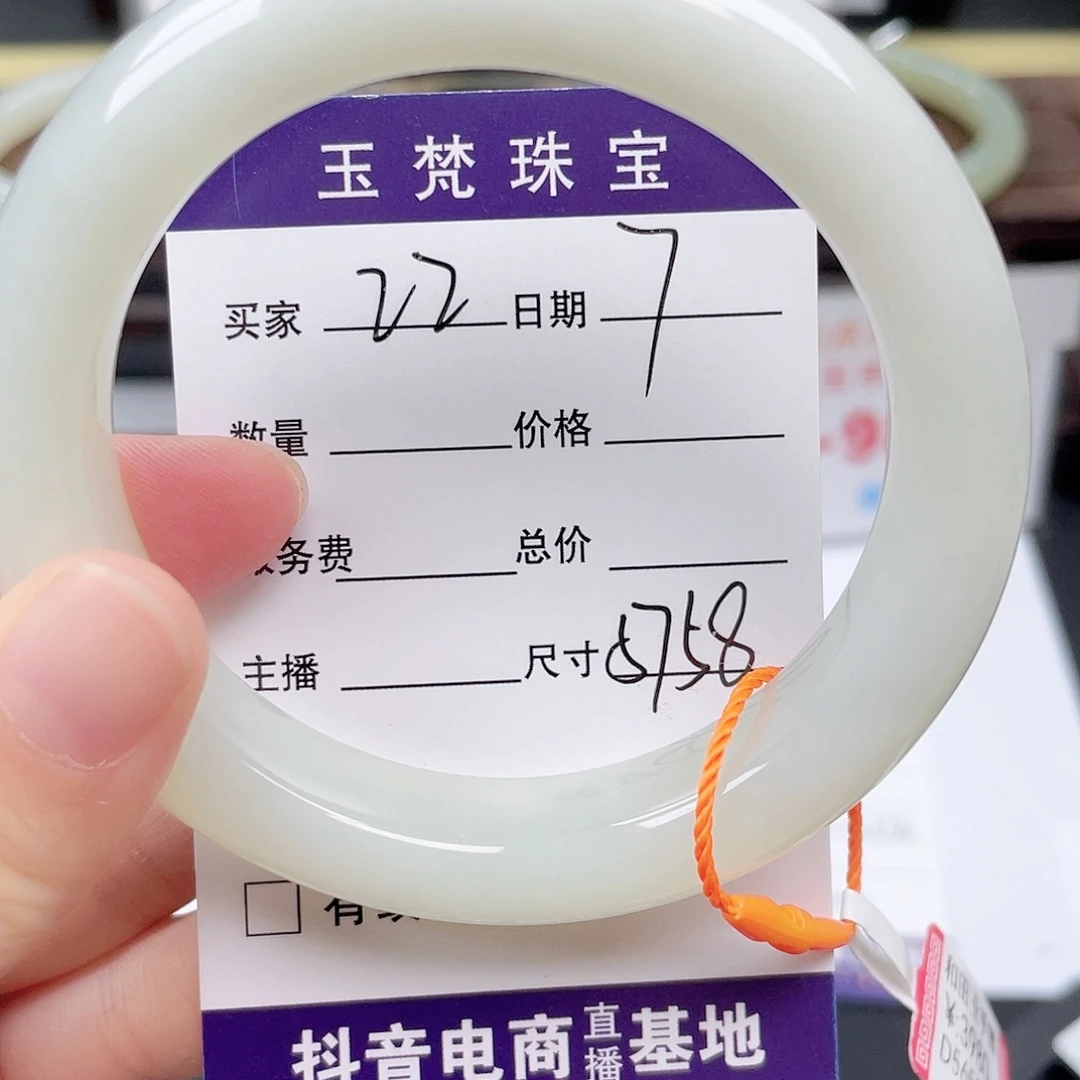 玉梵珠宝
买家 22 日期 7
数量 价格
务费 总价
主播 尺寸 5758
有
抖音电商直播基地